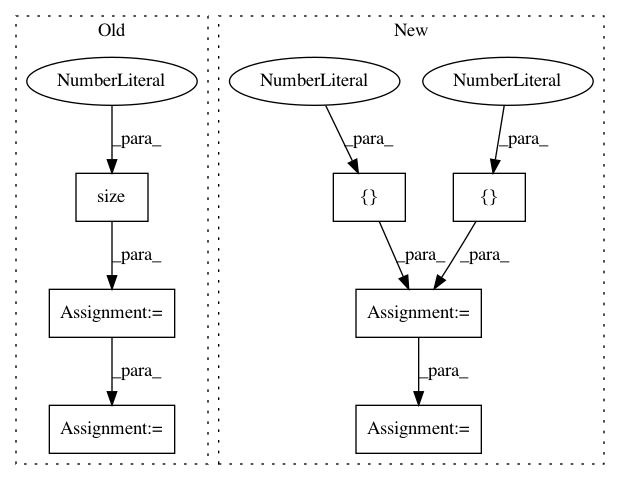 Old
New
NumberLiteral
NumberLiteral
NumberLiteral
_para_
_para_
_para_
size
{}
{}
_para_
_para_
_para_
Assignment:=
Assignment:=
_para_
_para_
Assignment:=
Assignment:=